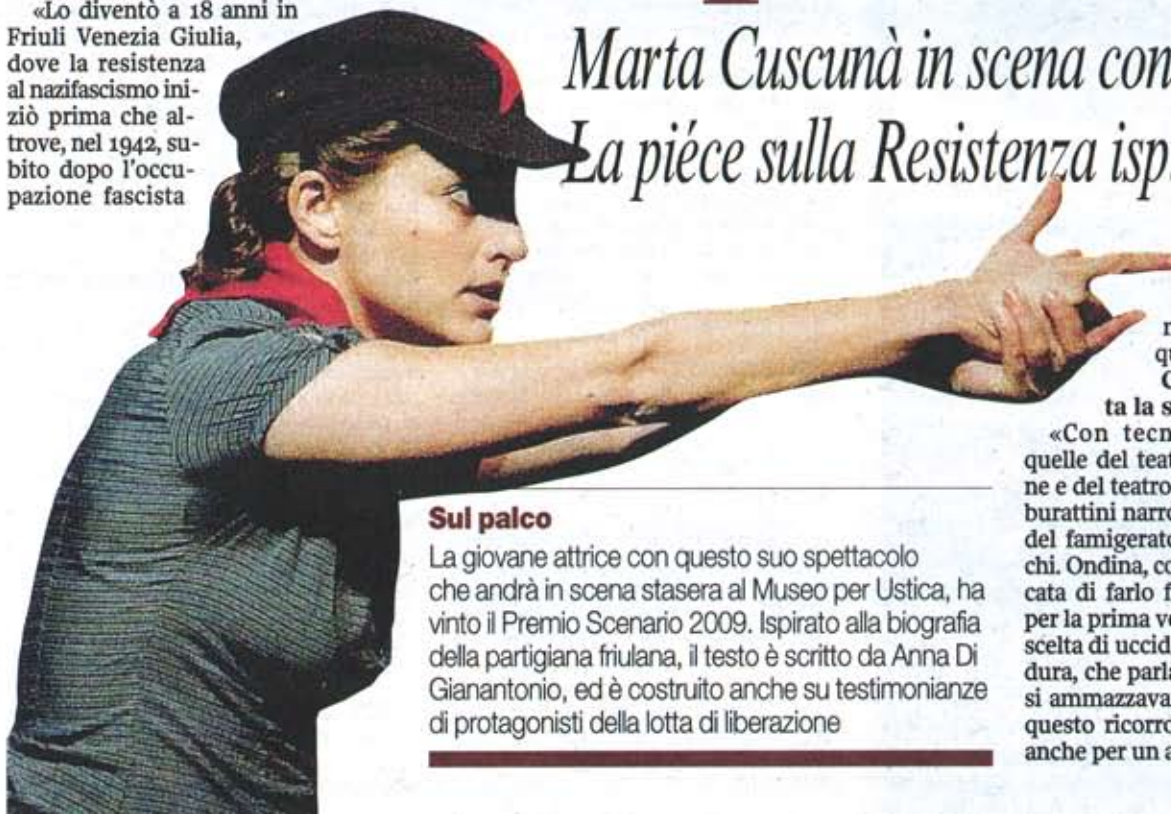 «Lo diventò a 18 anni in
Friuli Venezia Giulia,
dove la resistenza
al nazifascismo ini-
ziò prima che al-
trove, nel 1942, su-
bito dopo l'occu-
pazione fascista
Marta Cuscunà in scena con
La piéce sulla Resistenza isp
Sul palco
La giovane attrice con questo suo spettacolo
che andrà in scena stasera al Museo per Ustica, ha
vinto il Premio Scenario 2009. Ispirato alla biografia
della partigiana friulana, il testo è scritto da Anna Di
Gianantonio, ed è costruito anche su testimonianze
di protagonisti della lotta di liberazione
qu
ta la s
«Con tecn
quelle del teat
ne e del teatro
burattini narro
del famigerato
chi. Ondina, co
cata di farlo f
per la prima vo
scelta di uccid
dura, che parla
si ammazzava
questo ricorro
anche per un a